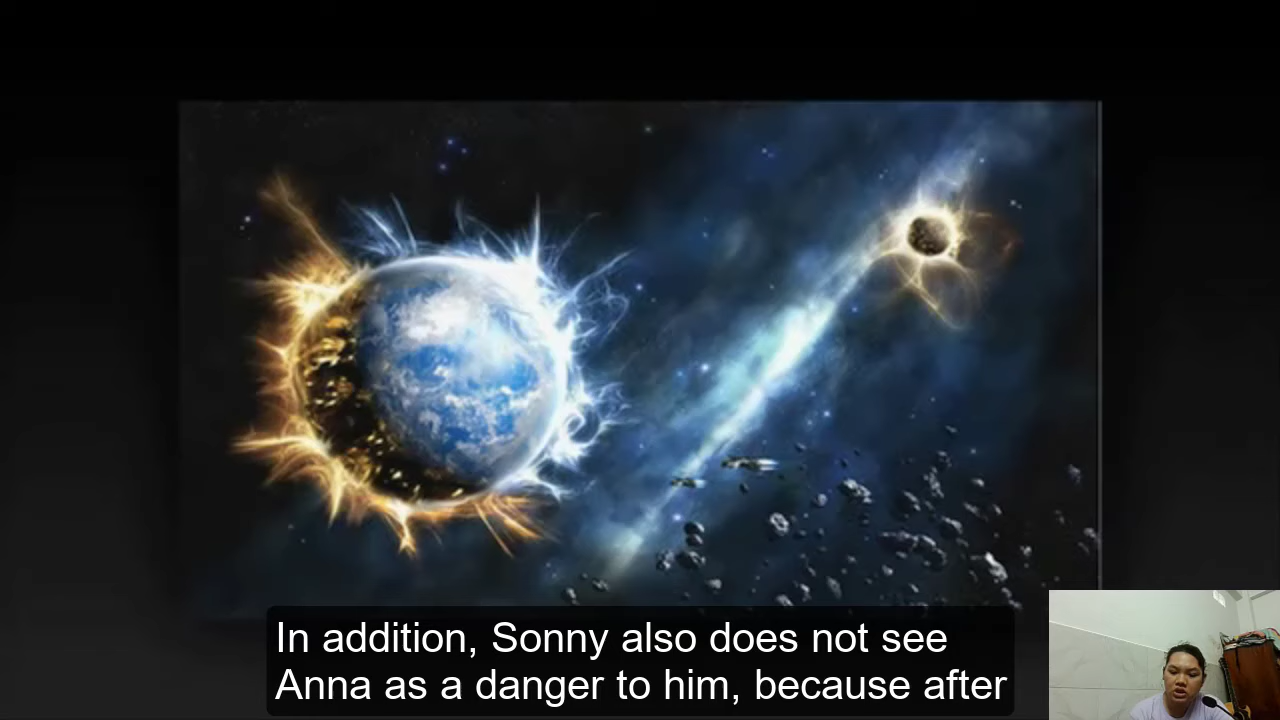 In addition, Sonny also does not see
Anna as a danger to him, because after